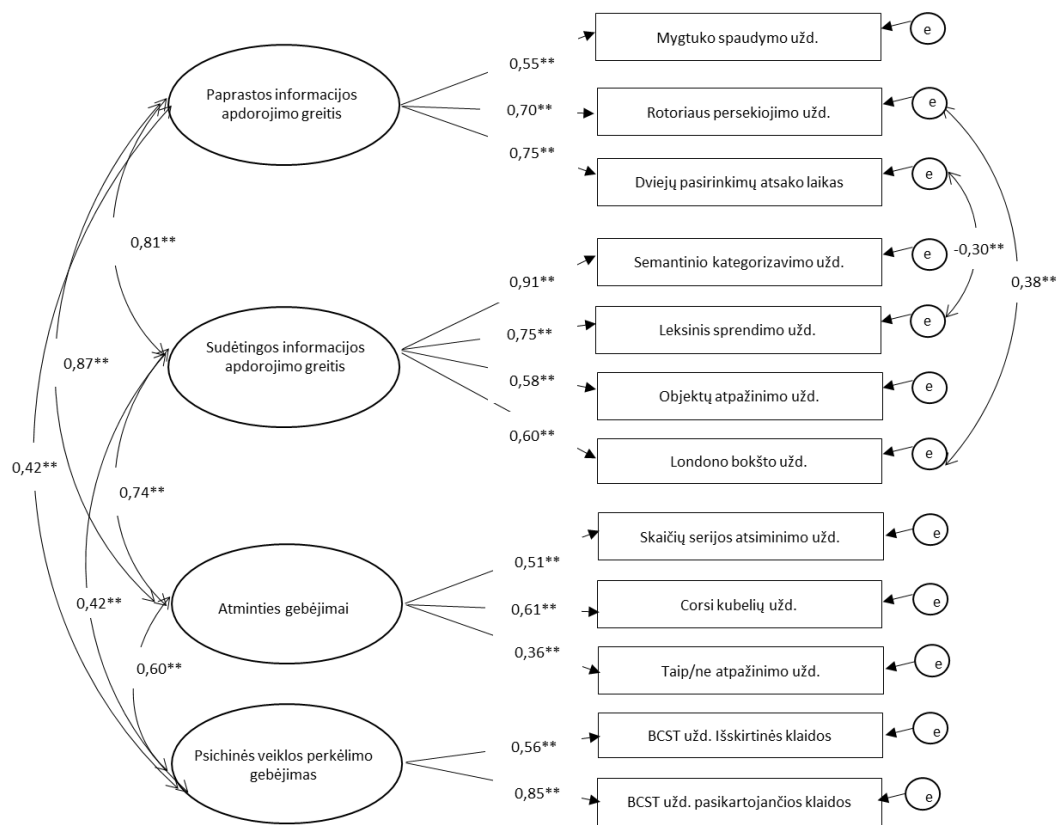 Mygtuko spaudymo užd.
e
0,55**
Paprastos informacijos
apdorojimo greitis
0,70**
Rotoriaus persekiojimo užd.
e
0,75**
Dviejų pasirinkimų atsako laikas
e
0,81**
-0,30**
0,38**
Semantinio kategorizavimo užd.
e
0,91**
0,75**
Leksinis sprendimo užd.
e
Sudėtingos informacijos
apdorojimo greitis
0,87**
0,58**
Objektų atpažinimo užd.
e
0,60**
Londono bokšto užd.
e
0,42**
0,74**
Skaičių serijos atsiminimo užd.
e
0,51**
Atminties gebėjimai
0,42**
0,61**
Corsi kubelių užd.
e
0,36**
Taip/ne atpažinimo užd.
e
0,60**
Psichinės veiklos perkėlimo
gebėjimas
0,56**
BCST užd. Išskirtinės klaidos
e
0,85**
BCST užd. pasikartojančios klaidos
e